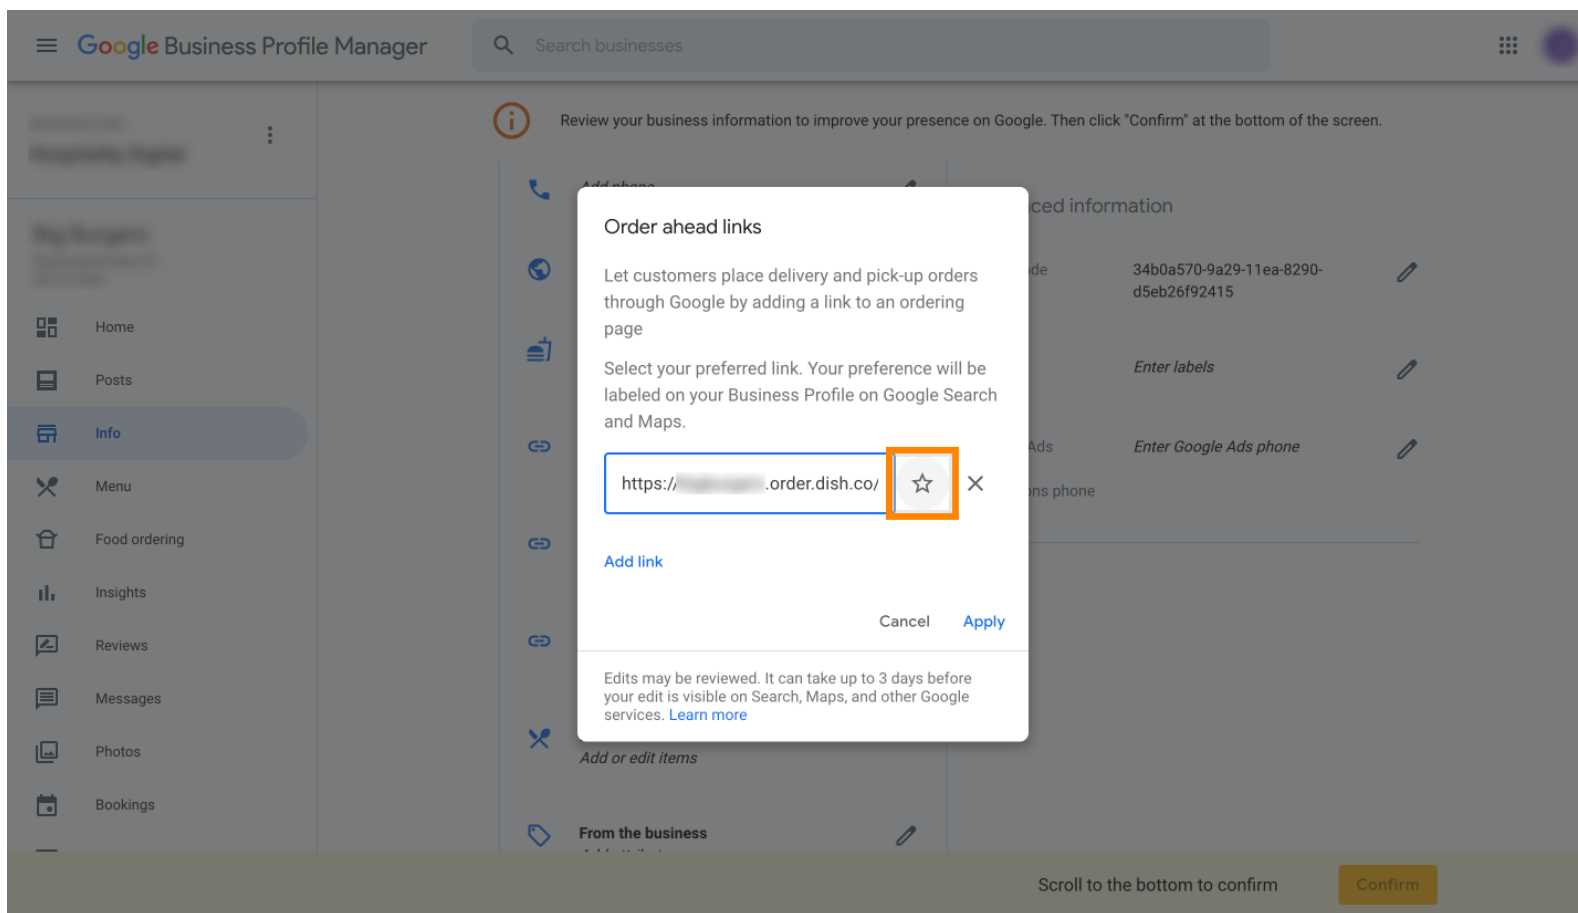 Google Business Profile Manager
Search businesses
Review your business information to improve your presence on Google. Then click "Confirm" at the bottom of the screen.
Home
Posts
Info
Menu
Food ordering
Insights
Reviews
Messages
Photos
Bookings
Add phone
Order ahead links
Let customers place delivery and pick-up orders
through Google by adding a link to an ordering
page
Select your preferred link. Your preference will be
labeled on your Business Profile on Google Search
and Maps.
https:// .order.dish.co/
Add link
Cancel Apply
Edits may be reviewed. It can take up to 3 days before
your edit is visible on Search, Maps, and other Google
services. Learn more
Add or edit items
From the business
ced information
de
34b0a570-9a29-11ea-8290-
d5eb26f92415
Enter labels
Ads
Enter Google Ads phone
ns phone
Scroll to the bottom to confirm
Confirm